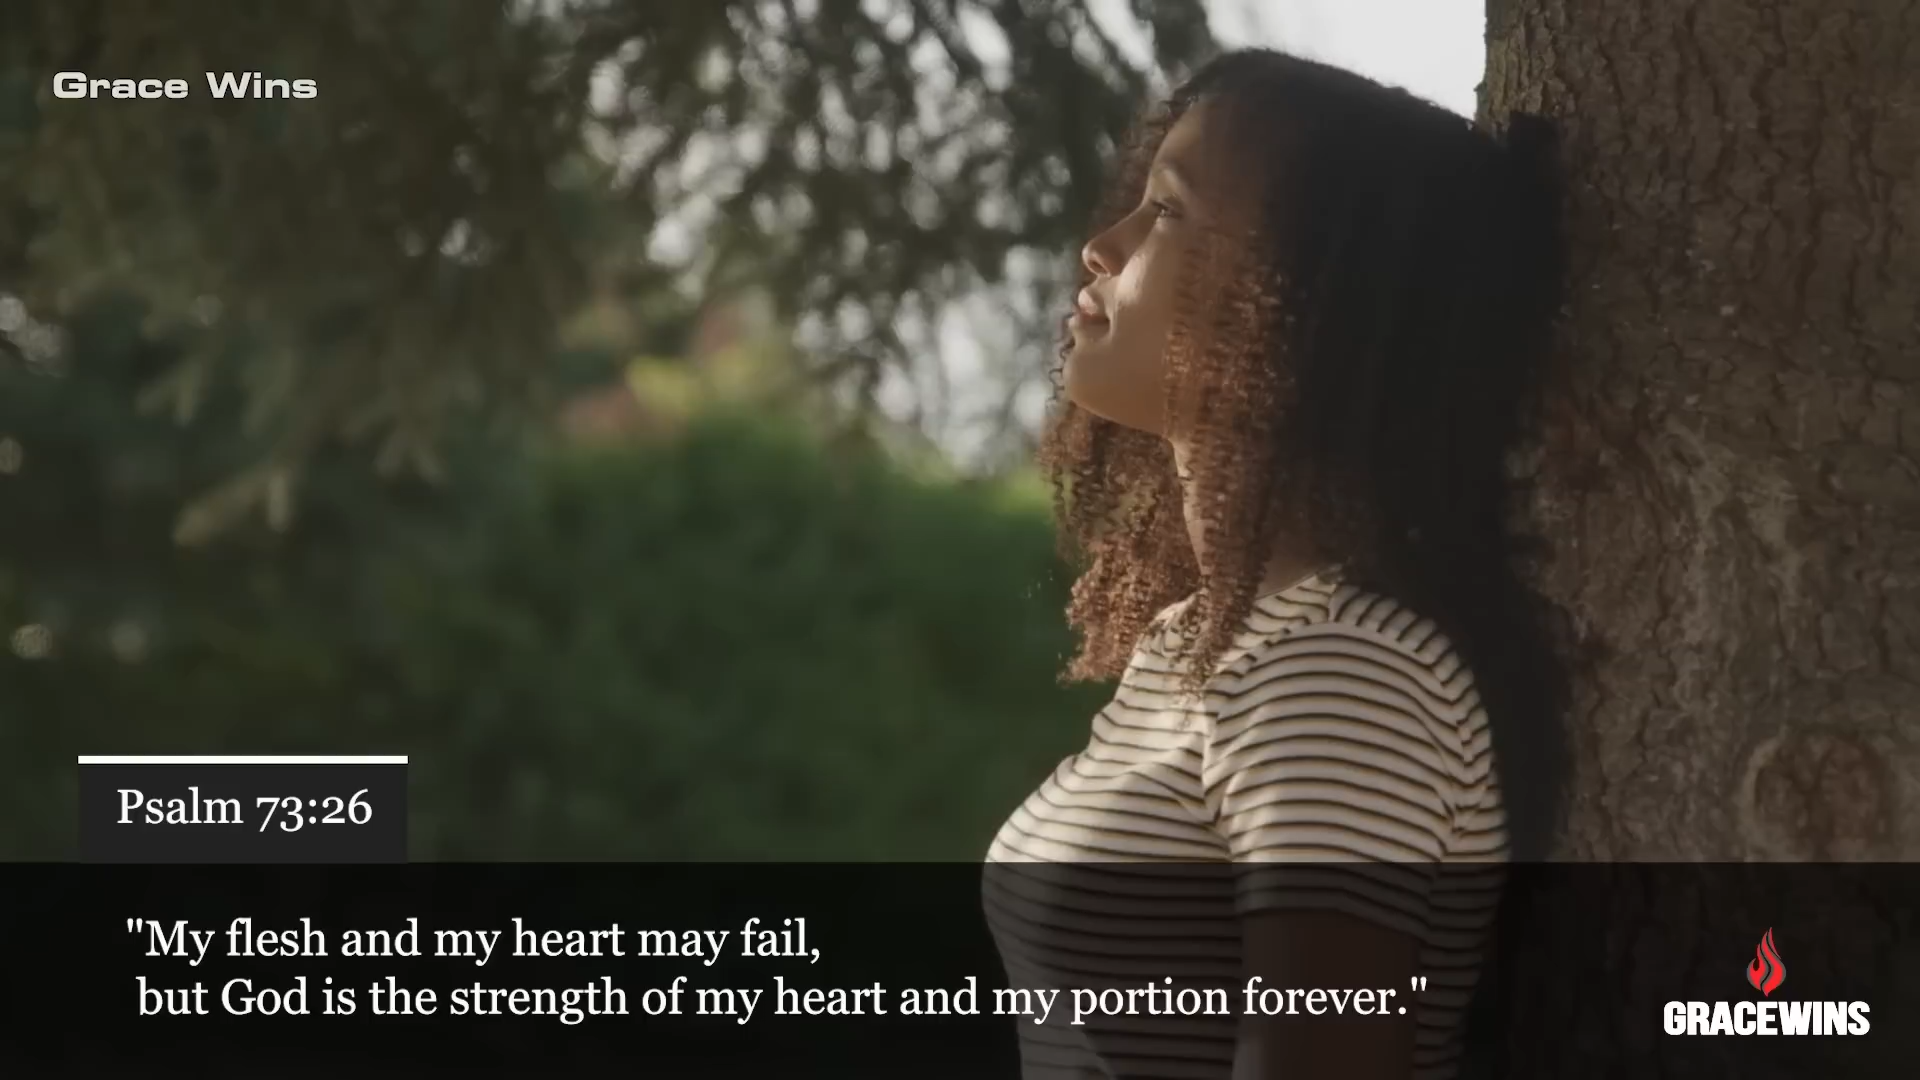 Grace Wins
Psalm 73:26
"My flesh and my heart may fail,
but God is the strength of my heart and my portion forever."
GRACEWINS